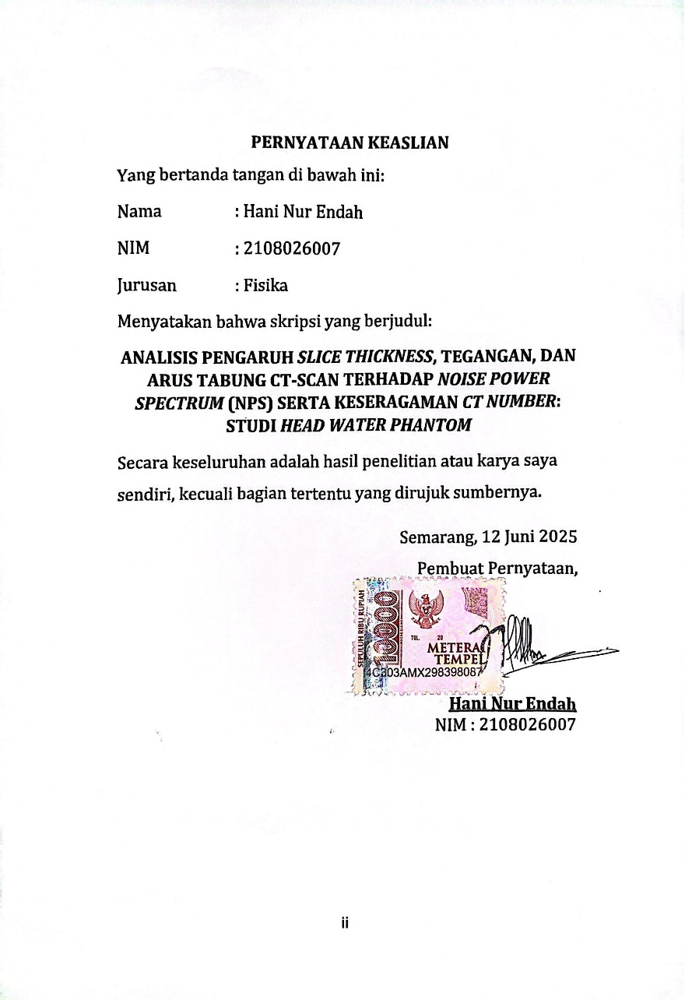 PERNYATAAN KEASLIAN
Yang bertanda tangan di bawah ini:
Nama : Hani Nur Endah
NIM : 2108026007
Jurusan : Fisika
Menyatakan bahwa skripsi yang berjudul:
ANALISIS PENGARUH SLICE THICKNESS, TEGANGAN, DAN
ARUS TABUNG CT-SCAN TERHADAP NOISE POWER
SPECTRUM (NPS) SERTA KESERAGAMAN CT NUMBER:
STUDI HEAD WATER PHANTOM
Secara keseluruhan adalah hasil penelitian atau karya saya
sendiri, kecuali bagian tertentu yang dirujuk sumbernya.
Semarang, 12 Juni 2025
Pembuat Pernyataan,
SEPULUH RIBU RUPIAH
10000
TGL. 20
METERAI
TEMPEL
4C303AMX298398087
Hani Nur Endah
NIM : 2108026007
ii